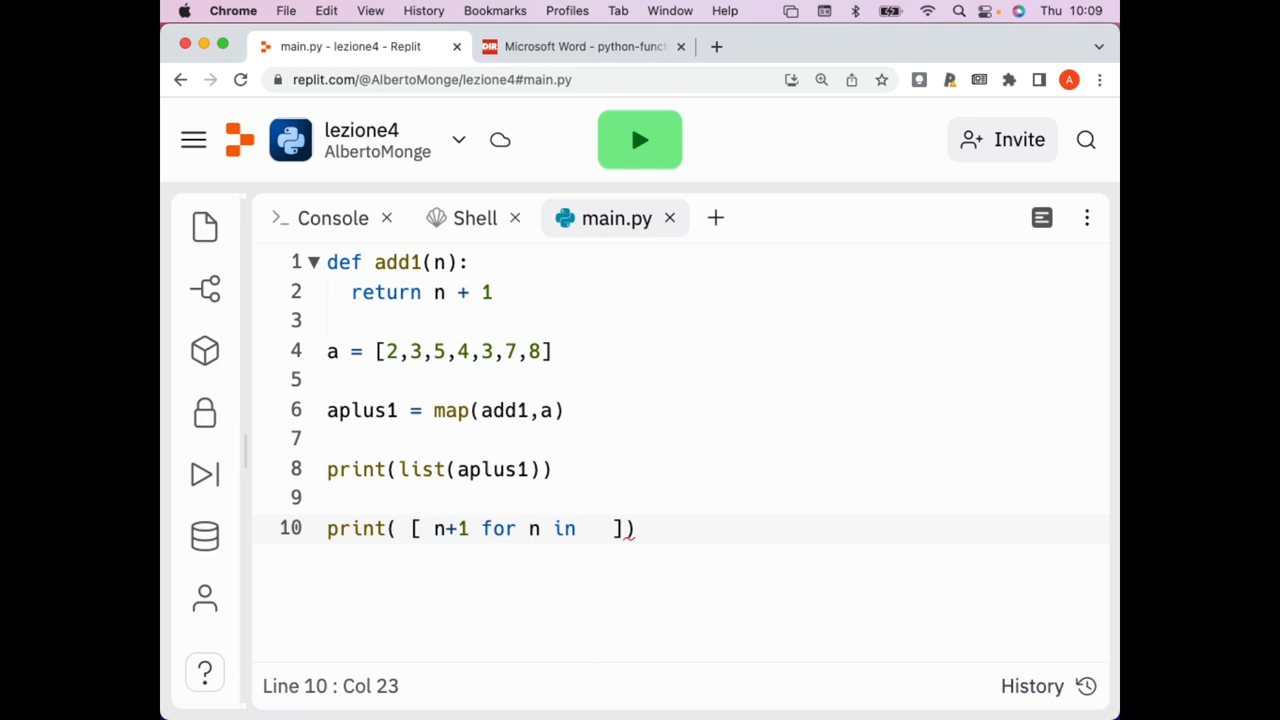 Chrome File Edit View History Bookmarks Profiles Tab Window Help Thu 10:09
main.py - lezione4 - Replit
DIR Microsoft Word - python-funct
replit.com/@AlbertoMonge/lezione4#main.py
A
lezione4
AlbertoMonge
Invite
Console
Shell
main.py
1 def add1(n):
2 return n + 1
3
4 a = [2,3,5,4,3,7,8]
5
6 aplus1 = map(add1,a)
7
8 print(list(aplus1))
9
10 print( [ n+1 for n in ])
?
Line 10 : Col 23
History